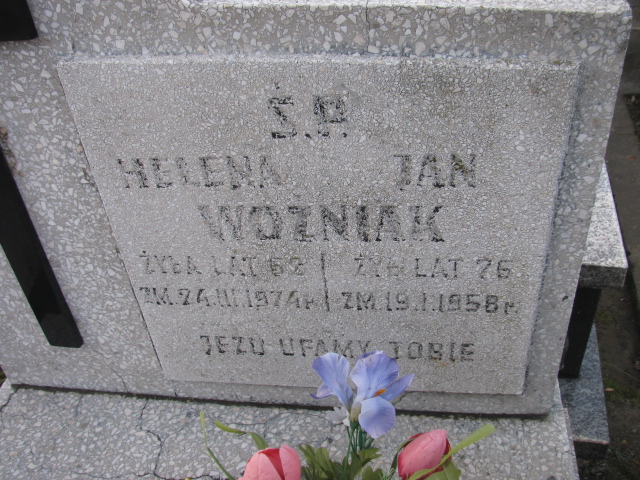 Ś.P.
HELENA JAN
WOŹNIAK
ŻYŁA LAT 62 ŻYŁ LAT 76
ZM. 24.III.1974 r. ZM. 19.I.1958 r.
JEZU UFAMY TOBIE